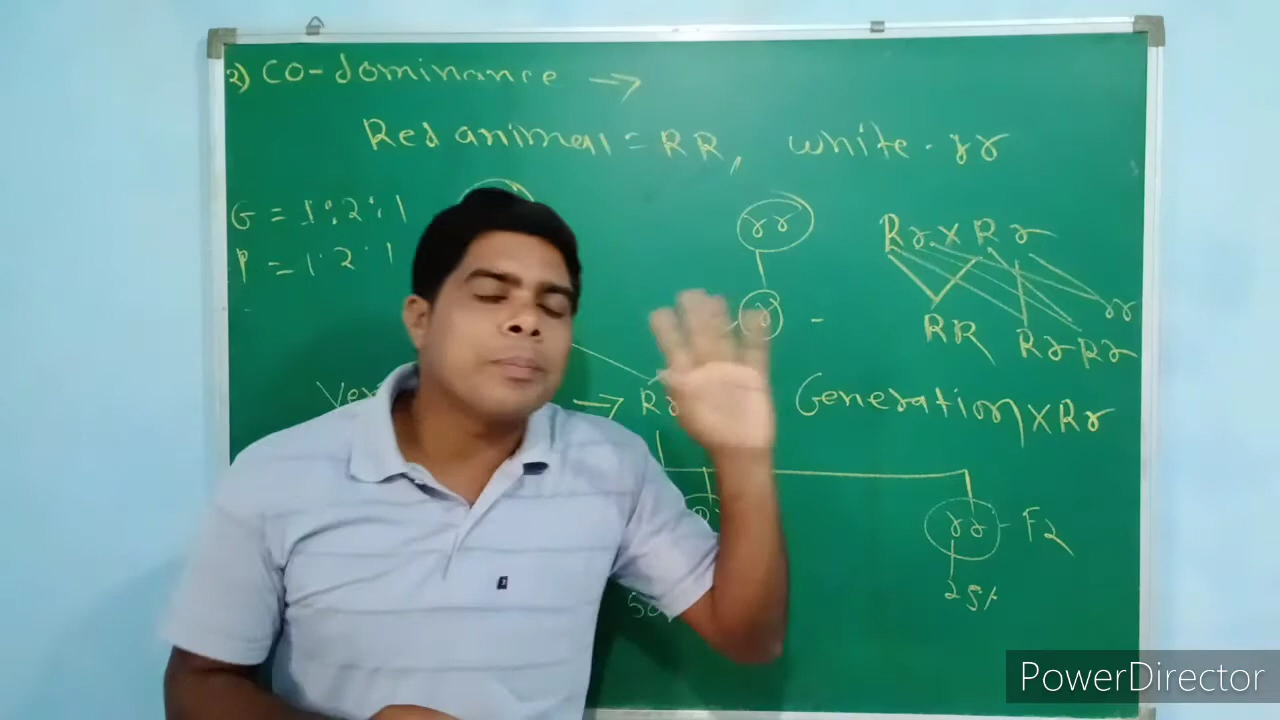 2) Co-dominance →
Red animal = RR, white - rr
G = 1:2:1
P = 1:2:1
rr
Rr × Rr
r -
RR Rr Rr rr
→ Rr
Generation × Rr
rr - F2
25%
PowerDirector